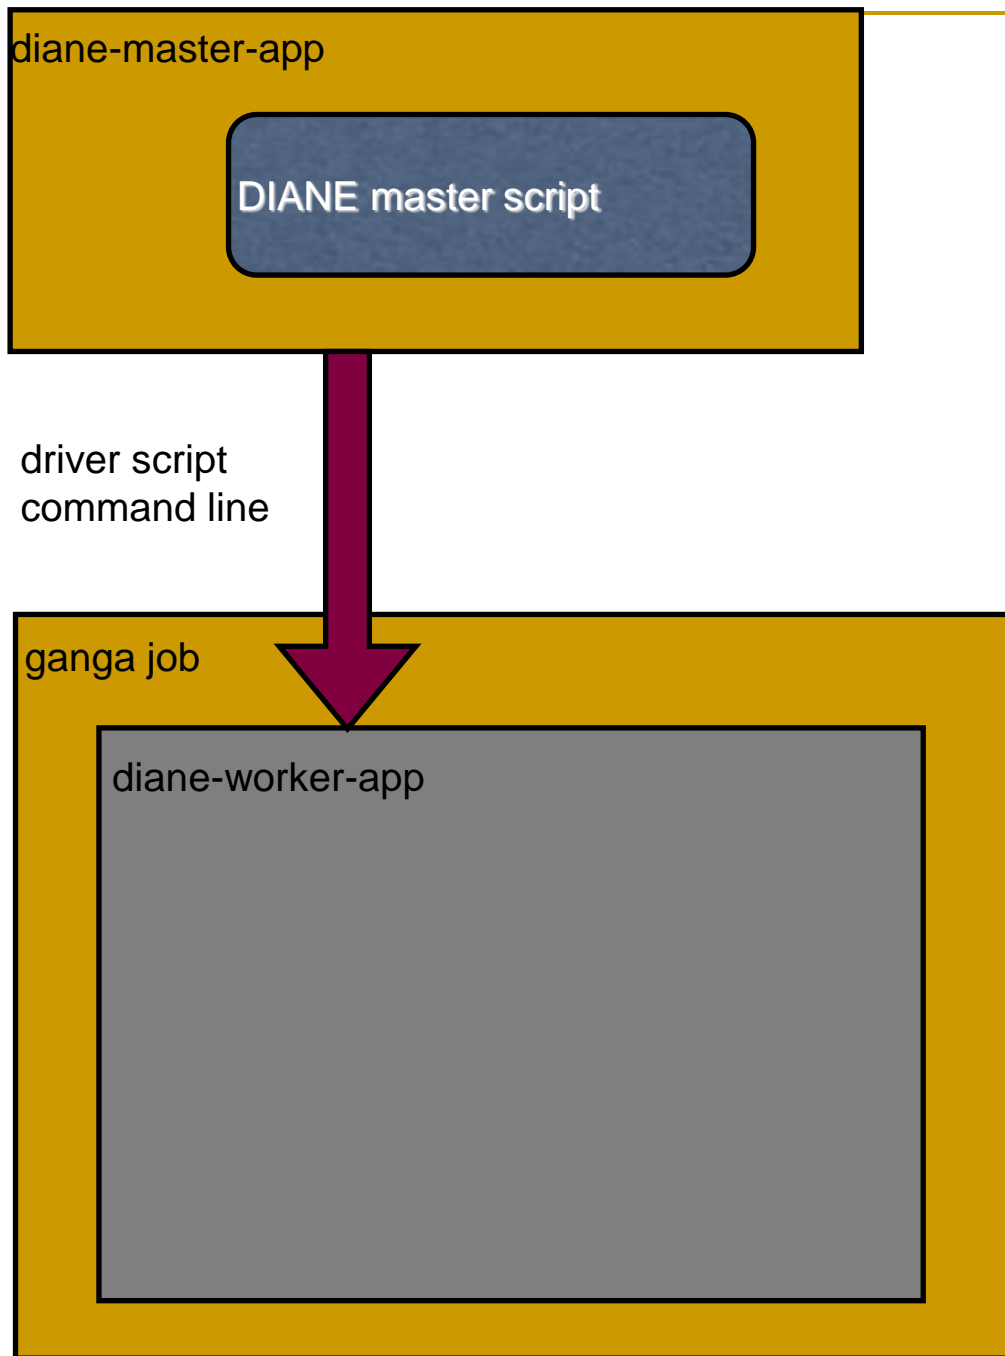 diane-master-app
DIANE master script
driver script
command line
ganga job
diane-worker-app